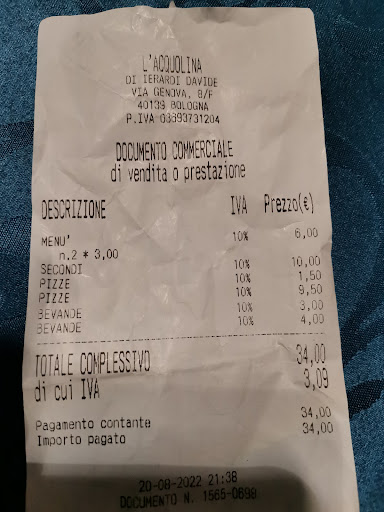 L'ACQUOLINA
DI IERARDI DAVIDE
VIA GENOVA, 8/F
40139 BOLOGNA
P.IVA 03893731204
DOCUMENTO COMMERCIALE
di vendita o prestazione
DESCRIZIONE IVA Prezzo(€)
MENU' 10% 6,00
n.2 * 3,00
SECONDI 10% 10,00
PIZZE 10% 1,50
PIZZE 10% 9,50
BEVANDE 10% 3,00
BEVANDE 10% 4,00
TOTALE COMPLESSIVO 34,00
di cui IVA 3,09
Pagamento contante 34,00
Importo pagato 34,00
20-08-2022 21:38
DOCUMENTO N. 1565-0698